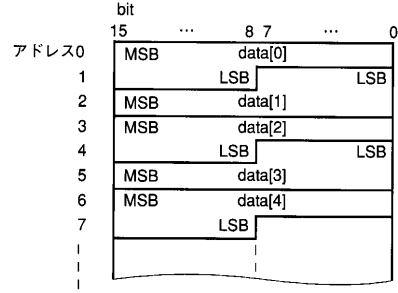 bit
15 … 8 7 … 0
アドレス0 MSB data[0]
1 LSB LSB
2 MSB data[1]
3 MSB data[2]
4 LSB LSB
5 MSB data[3]
6 MSB data[4]
7 LSB